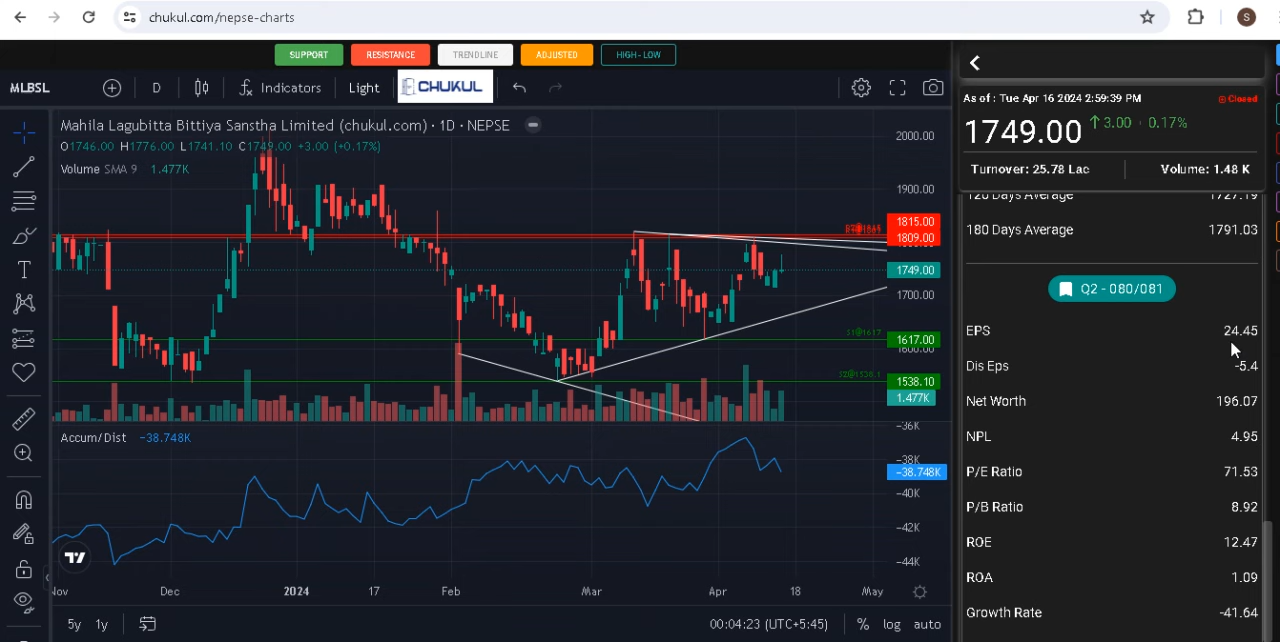 chukul.com/nepse-charts
S
SUPPORT RESISTANCE TRENDLINE ADJUSTED HIGH-LOW
MLBSL D Indicators Light CHUKUL
Mahila Lagubitta Bittiya Sanstha Limited (chukul.com) · 1D · NEPSE
O1746.00 H1776.00 L1741.10 C1749.00 +3.00 (+0.17%)
Volume SMA 9 1.477K
2000.00
1900.00
1815.00
1809.00
1749.00
1700.00
S1@1617
1617.00
1600.00
S2@1538.1
1538.10
1.477K
Accum/Dist -38.748K
-36K
-38K
-38.748K
-40K
-42K
-44K
Nov Dec 2024 17 Feb Mar Apr 18 May
5y 1y 00:04:23 (UTC+5:45) % log auto
As of : Tue Apr 16 2024 2:59:39 PM Closed
1749.00 ↑3.00 · 0.17%
Turnover: 25.78 Lac Volume: 1.48 K
120 Days Average 1727.19
180 Days Average 1791.03
Q2 - 080/081
EPS 24.45
Dis Eps -5.4
Net Worth 196.07
NPL 4.95
P/E Ratio 71.53
P/B Ratio 8.92
ROE 12.47
ROA 1.09
Growth Rate -41.64